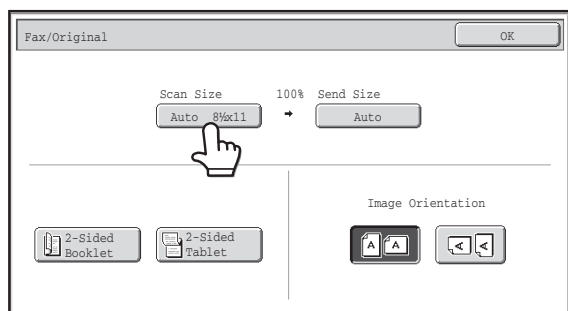 Fax/Original
OK
Scan Size
100%
Send Size
Auto 8½x11
Auto
Image Orientation
2-Sided
Booklet
2-Sided
Tablet
A A
A A